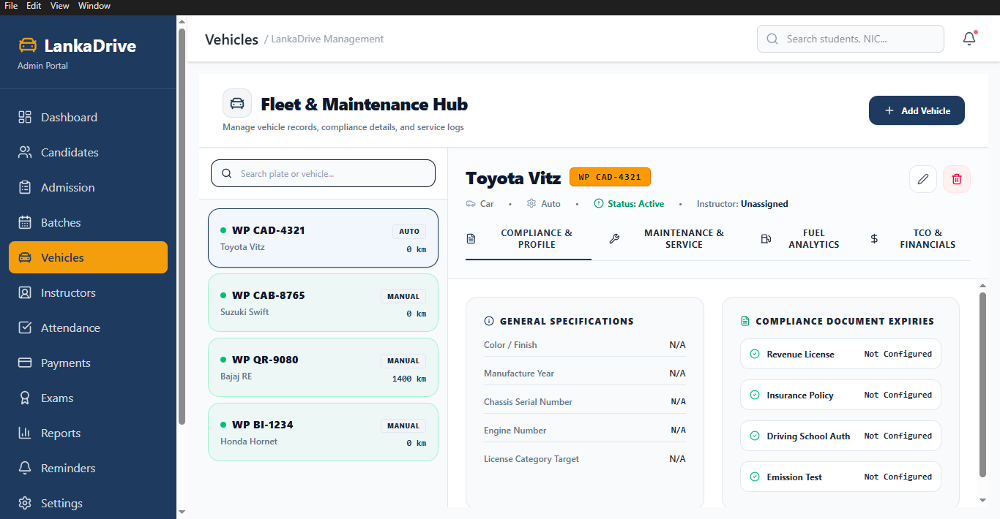 File Edit View Window
LankaDrive
Admin Portal
Dashboard
Candidates
Admission
Batches
Vehicles
Instructors
Attendance
Payments
Exams
Reports
Reminders
Settings
Vehicles / LankaDrive Management
Search students, NIC...
Fleet & Maintenance Hub
Manage vehicle records, compliance details, and service logs
Add Vehicle
Search plate or vehicle...
WP CAD-4321 AUTO
Toyota Vitz 0 km
WP CAB-8765 MANUAL
Suzuki Swift 0 km
WP QR-9080 MANUAL
Bajaj RE 1400 km
WP BI-1234 MANUAL
Honda Hornet 0 km
Toyota Vitz WP CAD-4321
Car • Auto • Status: Active • Instructor: Unassigned
COMPLIANCE &
PROFILE
MAINTENANCE &
SERVICE
FUEL
ANALYTICS
TCO &
FINANCIALS
GENERAL SPECIFICATIONS
Color / Finish N/A
Manufacture Year N/A
Chassis Serial Number N/A
Engine Number N/A
License Category Target N/A
COMPLIANCE DOCUMENT EXPIRIES
Revenue License Not Configured
Insurance Policy Not Configured
Driving School Auth Not Configured
Emission Test Not Configured